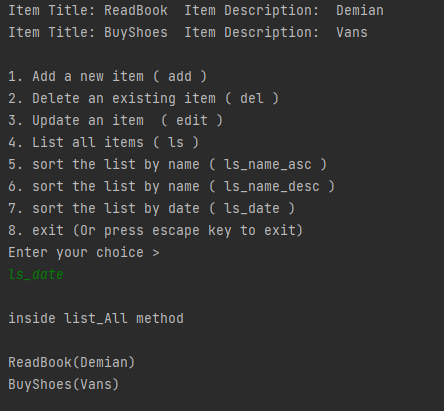 Item Title: ReadBook  Item Description:  Demian
Item Title: BuyShoes  Item Description:  Vans
1. Add a new item ( add )
2. Delete an existing item ( del )
3. Update an item  ( edit )
4. List all items ( ls )
5. sort the list by name ( ls_name_asc )
6. sort the list by name ( ls_name_desc )
7. sort the list by date ( ls_date )
8. exit (Or press escape key to exit)
Enter your choice >
ls_date
inside list_All method
ReadBook(Demian)
BuyShoes(Vans)